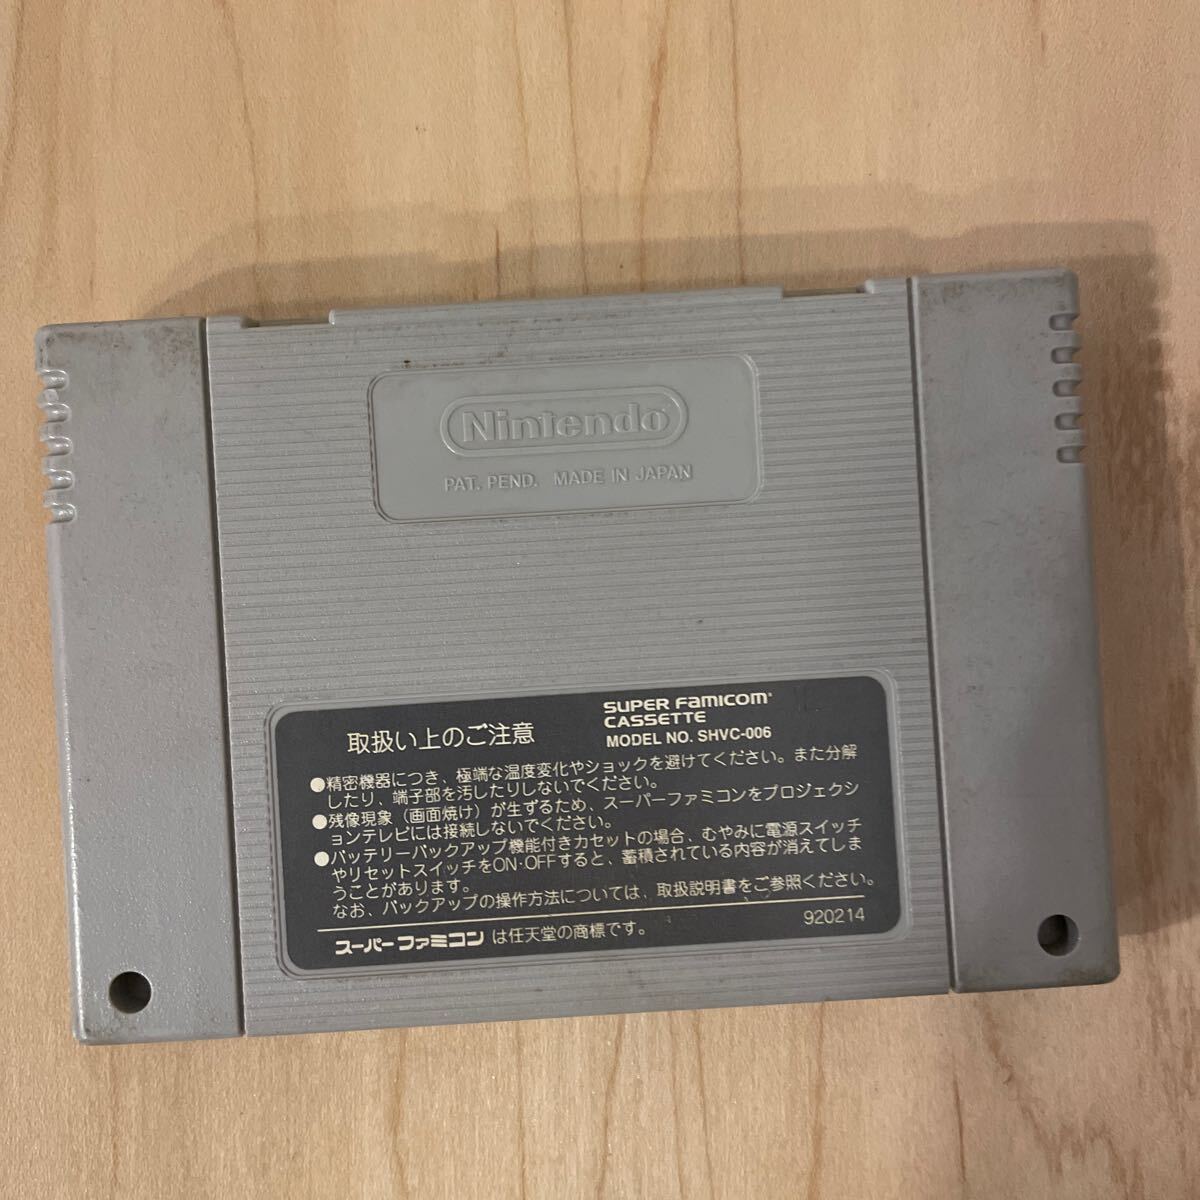 Nintendo
PAT. PEND. MADE IN JAPAN
取扱い上のご注意
SUPER FAMICOM
CASSETTE
MODEL NO. SHVC-006
●精密機器につき、極端な温度変化やショックを避けてください。また分解
したり、端子部を汚したりしないでください。
●残像現象（画面焼け）が生ずるため、スーパーファミコンをプロジェクシ
ョンテレビには接続しないでください。
●バッテリーバックアップ機能付きカセットの場合、むやみに電源スイッチ
やリセットスイッチをON·OFFすると、蓄積されている内容が消えてしま
うことがあります。
なお、バックアップの操作方法については、取扱説明書をご参照ください。
スーパーファミコン は任天堂の商標です。
920214